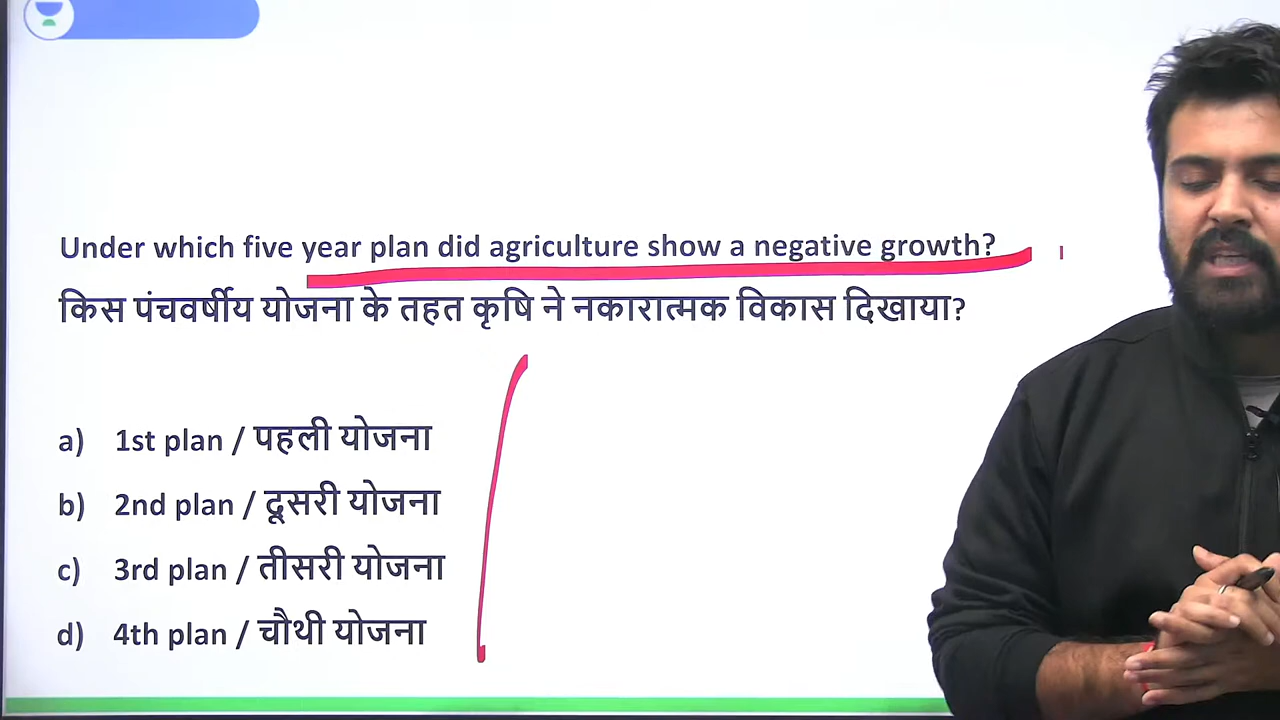 Under which five year plan did agriculture show a negative growth?
किस पंचवर्षीय योजना के तहत कृषि ने नकारात्मक विकास दिखाया?
a) 1st plan / पहली योजना
b) 2nd plan / दूसरी योजना
c) 3rd plan / तीसरी योजना
d) 4th plan / चौथी योजना